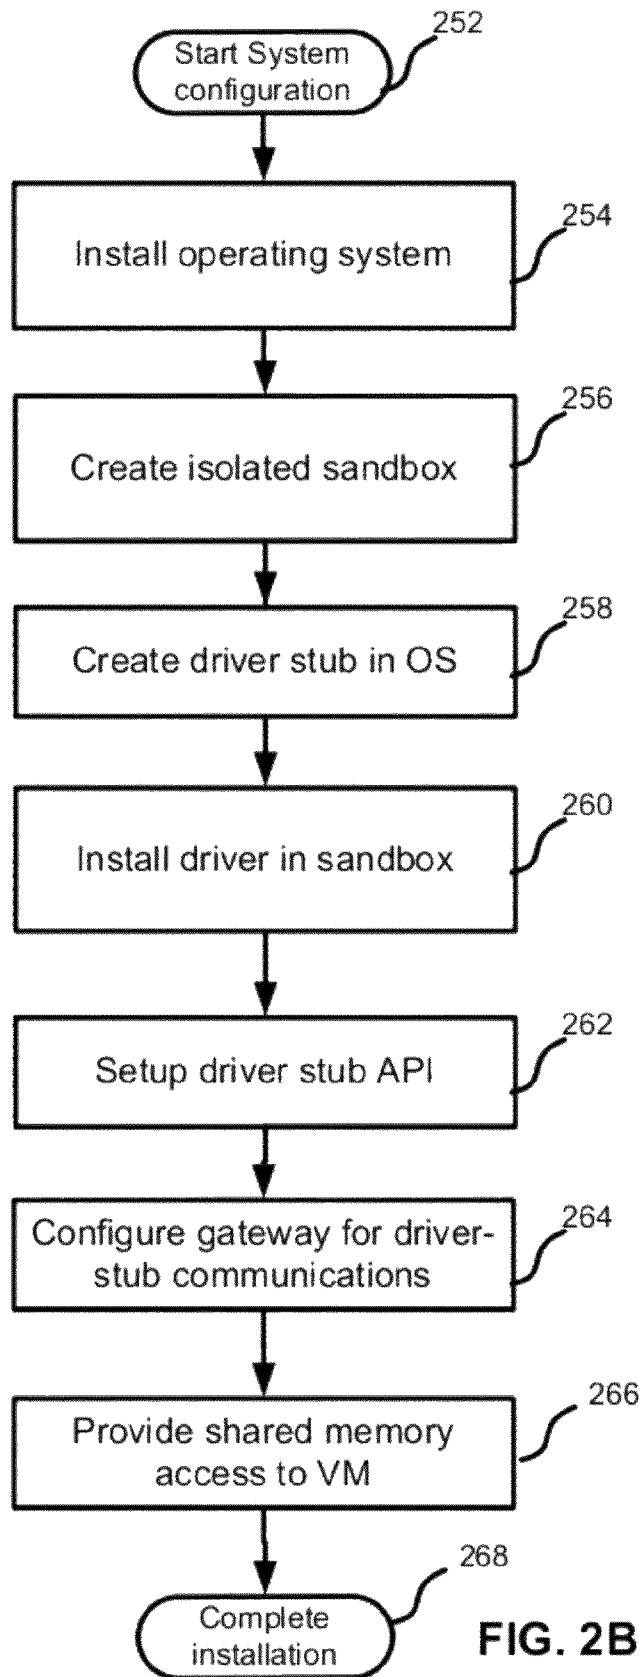 252
Start System
configuration
254
Install operating system
256
Create isolated sandbox
258
Create driver stub in OS
260
Install driver in sandbox
262
Setup driver stub API
Configure gateway for driver-
stub communications
264
266
Provide shared memory
access to VM
268
Complete
installation
FIG. 2B